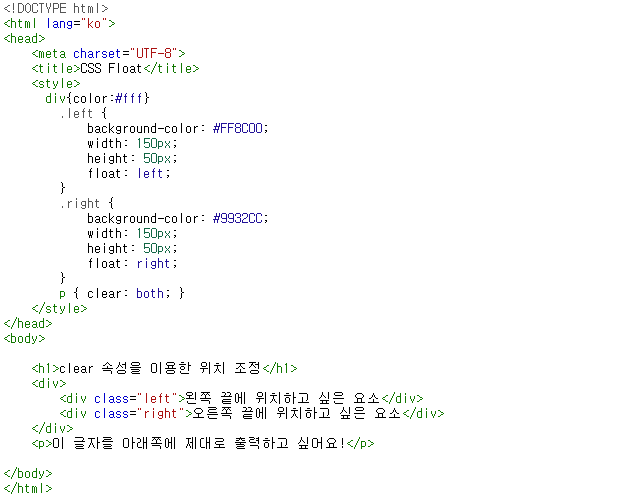 <!DOCTYPE html>
<html lang="ko">
<head>
    <meta charset="UTF-8">
    <title>CSS Float</title>
    <style>
      div{color:#fff}
        .left {
            background-color: #FF8C00;
            width: 150px;
            height: 50px;
            float: left;
        }
        .right {
            background-color: #9932CC;
            width: 150px;
            height: 50px;
            float: right;
        }
        p { clear: both; }
    </style>
</head>
<body>

    <h1>clear 속성을 이용한 위치 조정</h1>
    <div>
        <div class="left">왼쪽 끝에 위치하고 싶은 요소</div>
        <div class="right">오른쪽 끝에 위치하고 싶은 요소</div>
    </div>
    <p>이 글자를 아래쪽에 제대로 출력하고 싶어요!</p>

</body>
</html>